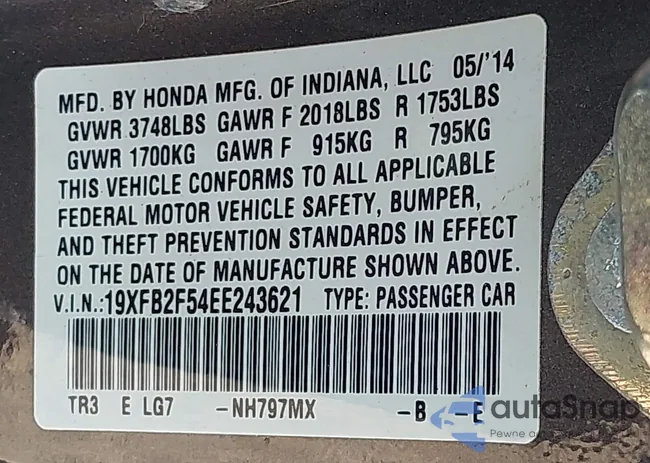 MFD. BY HONDA MFG. OF INDIANA, LLC 05/'14
GVWR 3748LBS GAWR F 2018LBS R 1753LBS
GVWR 1700KG GAWR F 915KG R 795KG
THIS VEHICLE CONFORMS TO ALL APPLICABLE
FEDERAL MOTOR VEHICLE SAFETY, BUMPER,
AND THEFT PREVENTION STANDARDS IN EFFECT
ON THE DATE OF MANUFACTURE SHOWN ABOVE.
V.I.N.:19XFB2F54EE243621 TYPE: PASSENGER CAR
TR3 E LG7 -NH797MX -B -E
autoSnap
Pewne